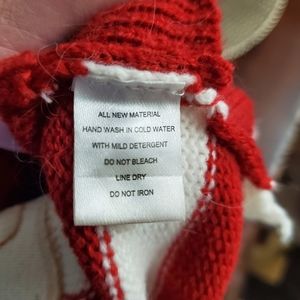 ALL NEW MATERIAL
HAND WASH IN COLD WATER
WITH MILD DETERGENT
DO NOT BLEACH
LINE DRY
DO NOT IRON